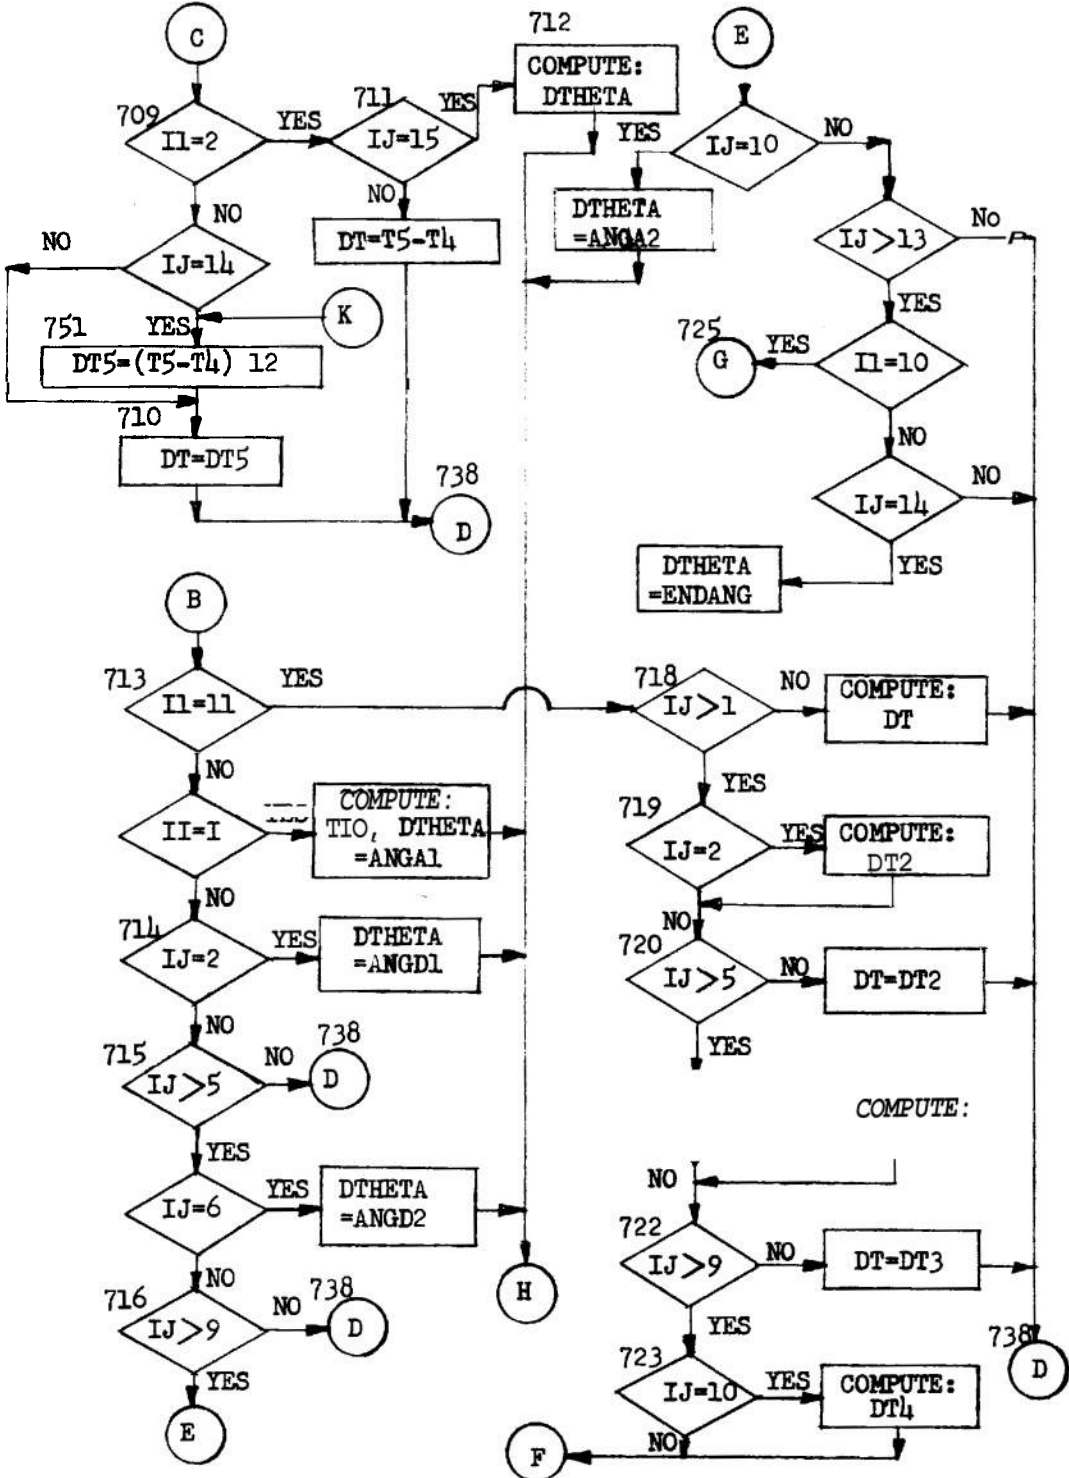 C
709
I1=2
YES
711
IJ=15
YES
712
COMPUTE:
DTHETA
NO
NO
DT=T5-T4
NO
IJ=14
K
YES
751
DT5=(T5-T4) 12
710
DT=DT5
738
D
E
YES
IJ=10
NO
DTHETA
=ANGA2
IJ>13
No
YES
725
G
YES
I1=10
NO
IJ=14
NO
YES
DTHETA
=ENDANG
B
713
I1=11
YES
NO
II=I
YES
COMPUTE:
TIO, DTHETA
=ANGA1
NO
714
IJ=2
YES
DTHETA
=ANGD1
NO
715
IJ>5
NO
738
D
YES
IJ=6
YES
DTHETA
=ANGD2
NO
716
IJ>9
NO
738
D
YES
E
H
718
IJ>1
NO
COMPUTE:
DT
YES
719
IJ=2
YES
COMPUTE:
DT2
NO
720
IJ>5
NO
DT=DT2
YES
COMPUTE:
NO
722
IJ>9
NO
DT=DT3
YES
723
IJ=10
YES
COMPUTE:
DT4
NO
F
738
D